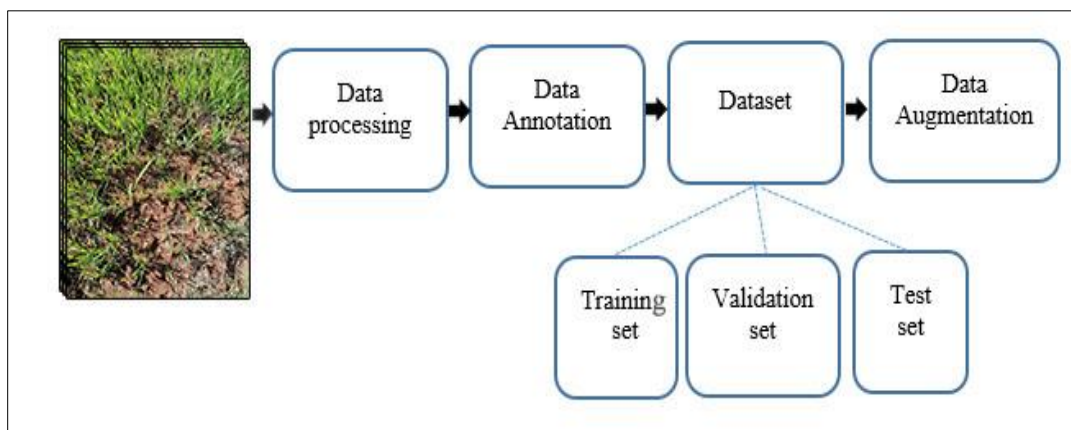 Data
processing
Data
Annotation
Dataset
Data
Augmentation
Training
set
Validation
set
Test
set